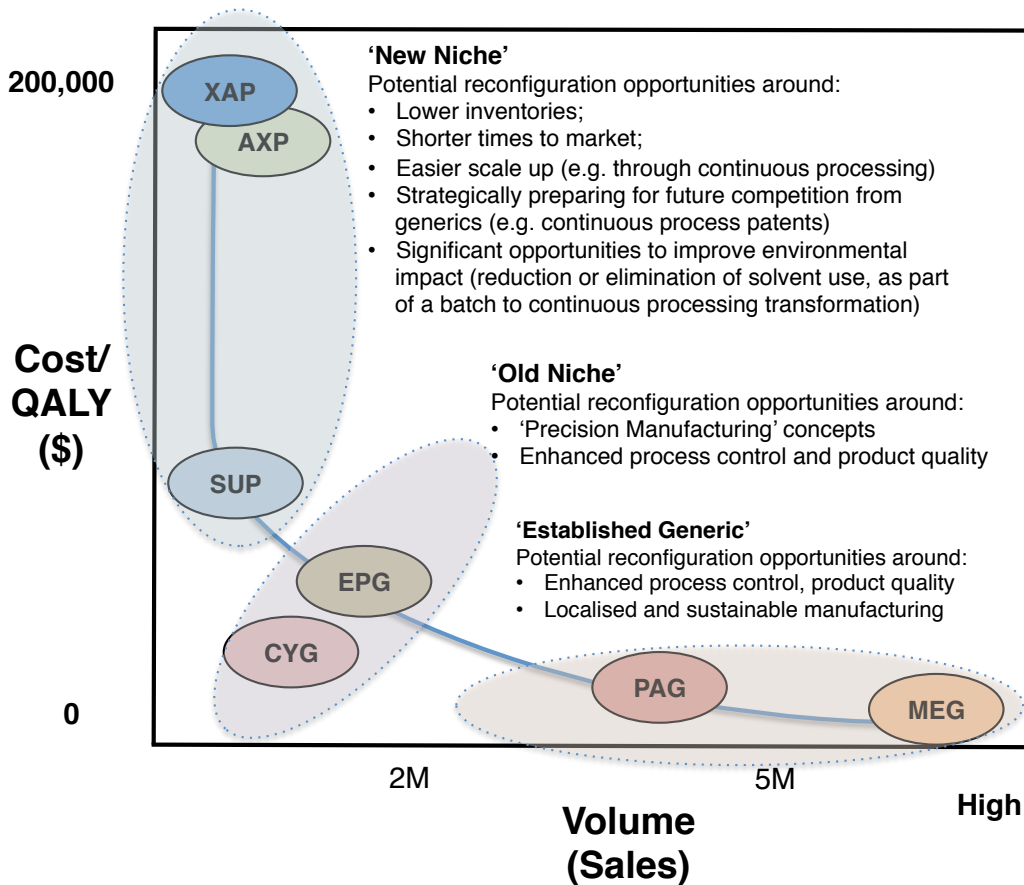 200,000
XAP
AXP
'New Niche'
Potential reconfiguration opportunities around:
• Lower inventories;
• Shorter times to market;
• Easier scale up (e.g. through continuous processing)
• Strategically preparing for future competition from
generics (e.g. continuous process patents)
• Significant opportunities to improve environmental
impact (reduction or elimination of solvent use, as part
of a batch to continuous processing transformation)
Cost/
QALY
($)
'Old Niche'
Potential reconfiguration opportunities around:
• 'Precision Manufacturing' concepts
• Enhanced process control and product quality
SUP
'Established Generic'
Potential reconfiguration opportunities around:
• Enhanced process control, product quality
• Localised and sustainable manufacturing
EPG
CYG
PAG
MEG
0
2M
5M
High
Volume
(Sales)